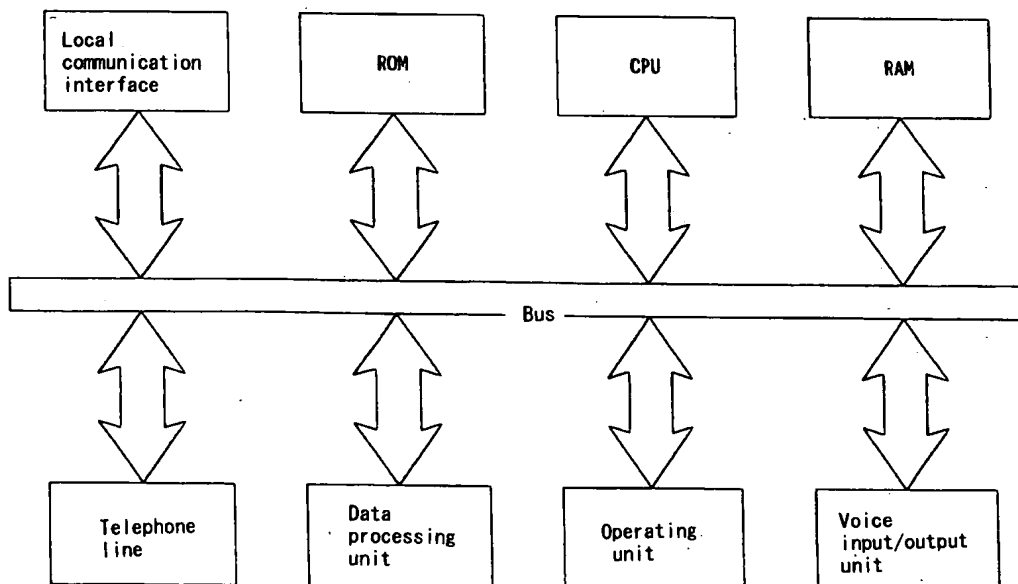 Local
communication
interface
ROM
CPU
RAM
Bus
Telephone
line
Data
processing
unit
Operating
unit
Voice
input/output
unit